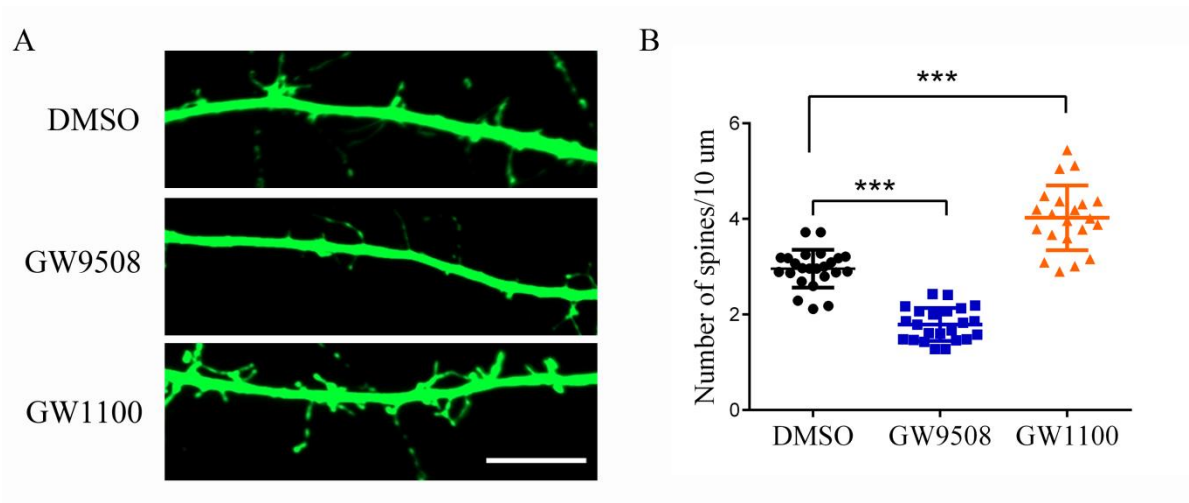 A
DMSO
GW9508
GW1100
B
***
***
Number of spines/10 um
6
4
2
0
DMSO GW9508 GW1100